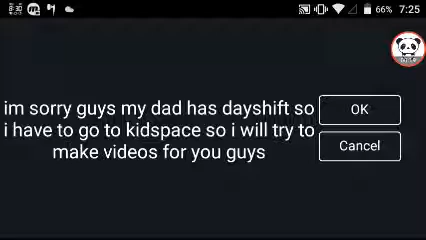 66% 7:25
im sorry guys my dad has dayshift so
i have to go to kidspace so i will try to
make videos for you guys
OK
Cancel